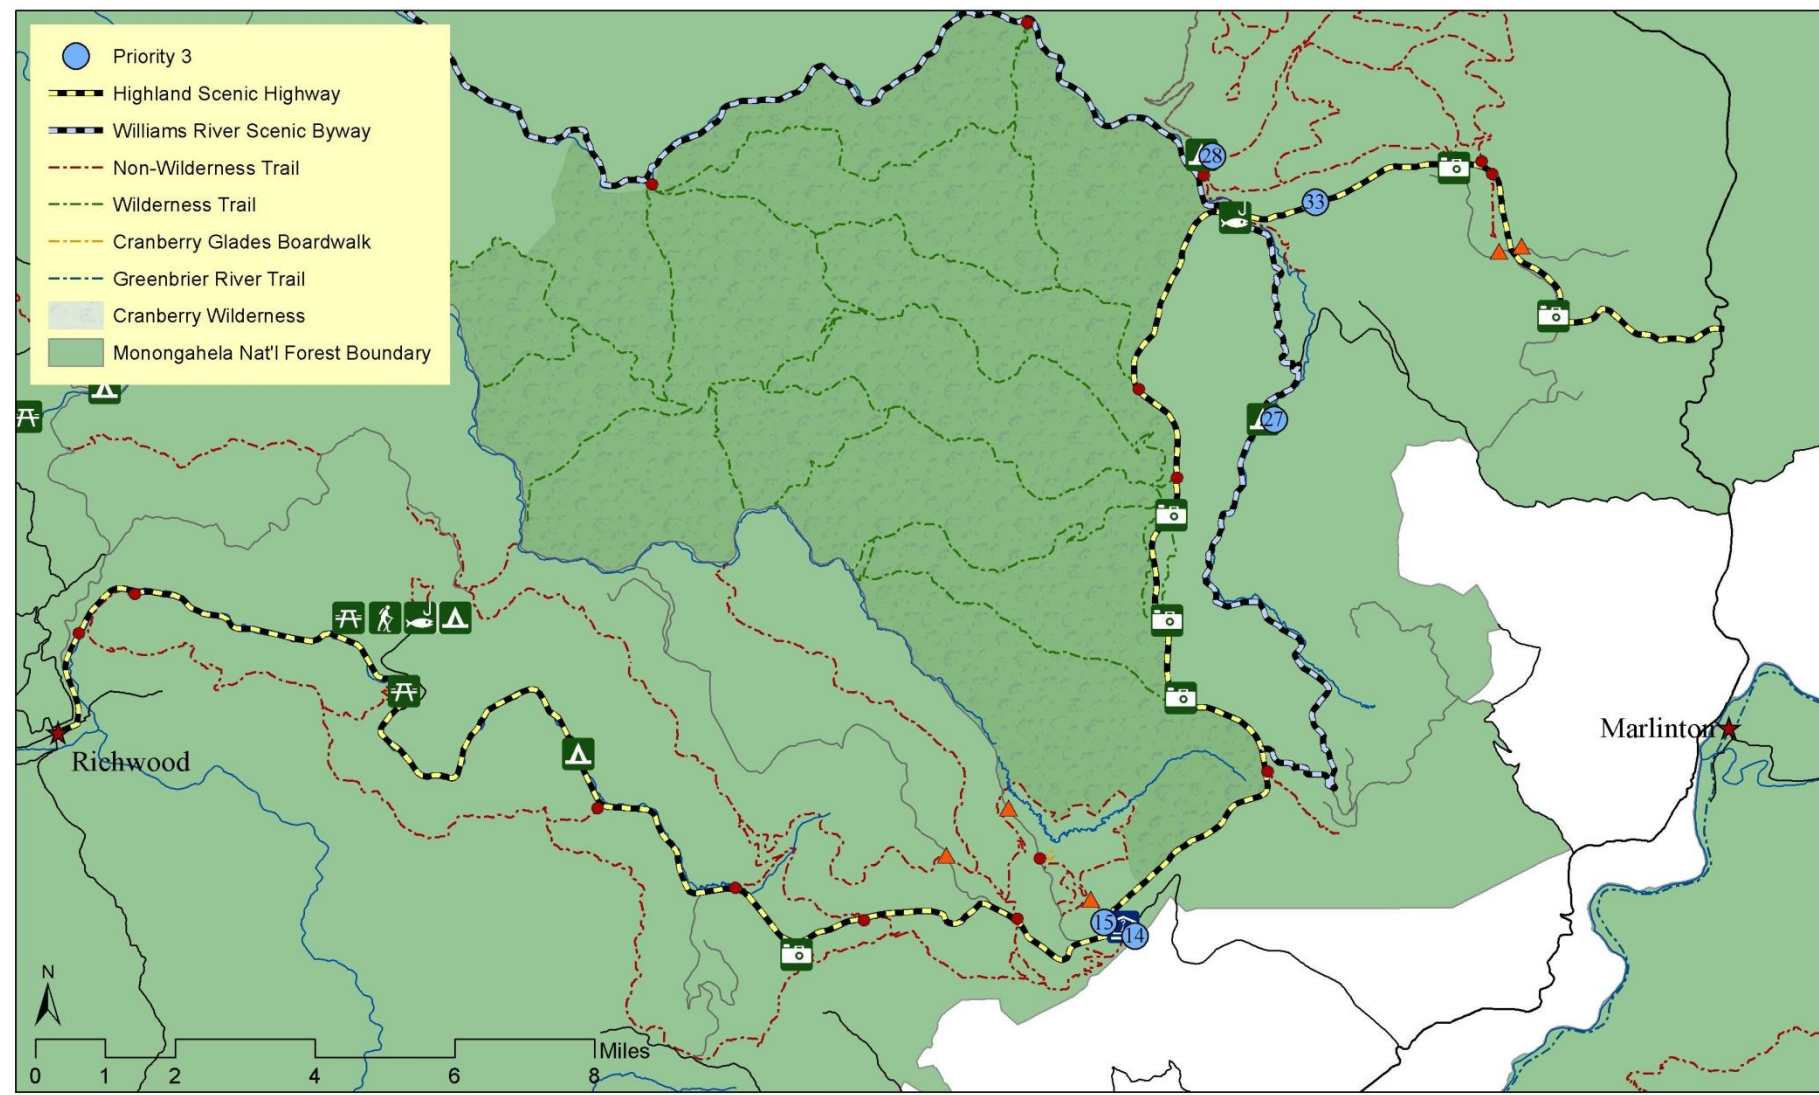 Priority 3
Highland Scenic Highway
Williams River Scenic Byway
Non-Wilderness Trail
Wilderness Trail
Cranberry Glades Boardwalk
Greenbrier River Trail
Cranberry Wilderness
Monongahela Nat'l Forest Boundary
28
33
27
Marlinton
Richwood
15
14
N
Miles
0 1 2 4 6 8